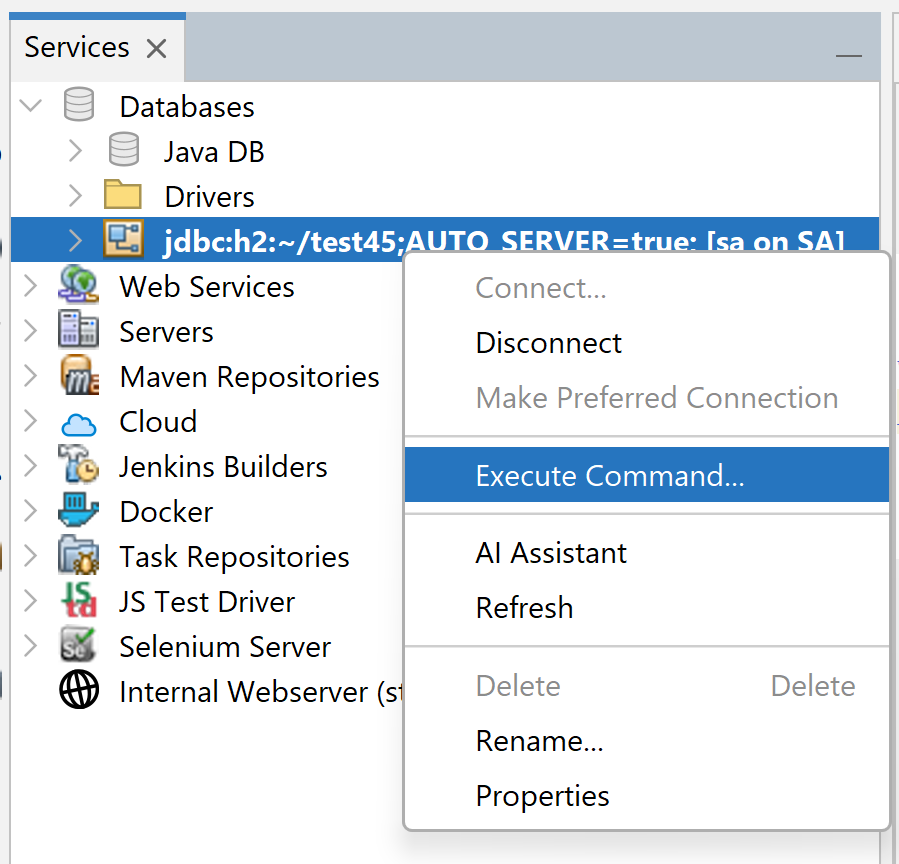 Services
Databases
Java DB
Drivers
jdbc:h2:~/test45;AUTO_SERVER=true; [sa on SA]
Web Services
Servers
Maven Repositories
Cloud
Jenkins Builders
Docker
Task Repositories
JS Test Driver
Selenium Server
Internal Webserver (st
Connect...
Disconnect
Make Preferred Connection
Execute Command...
AI Assistant
Refresh
Delete Delete
Rename...
Properties